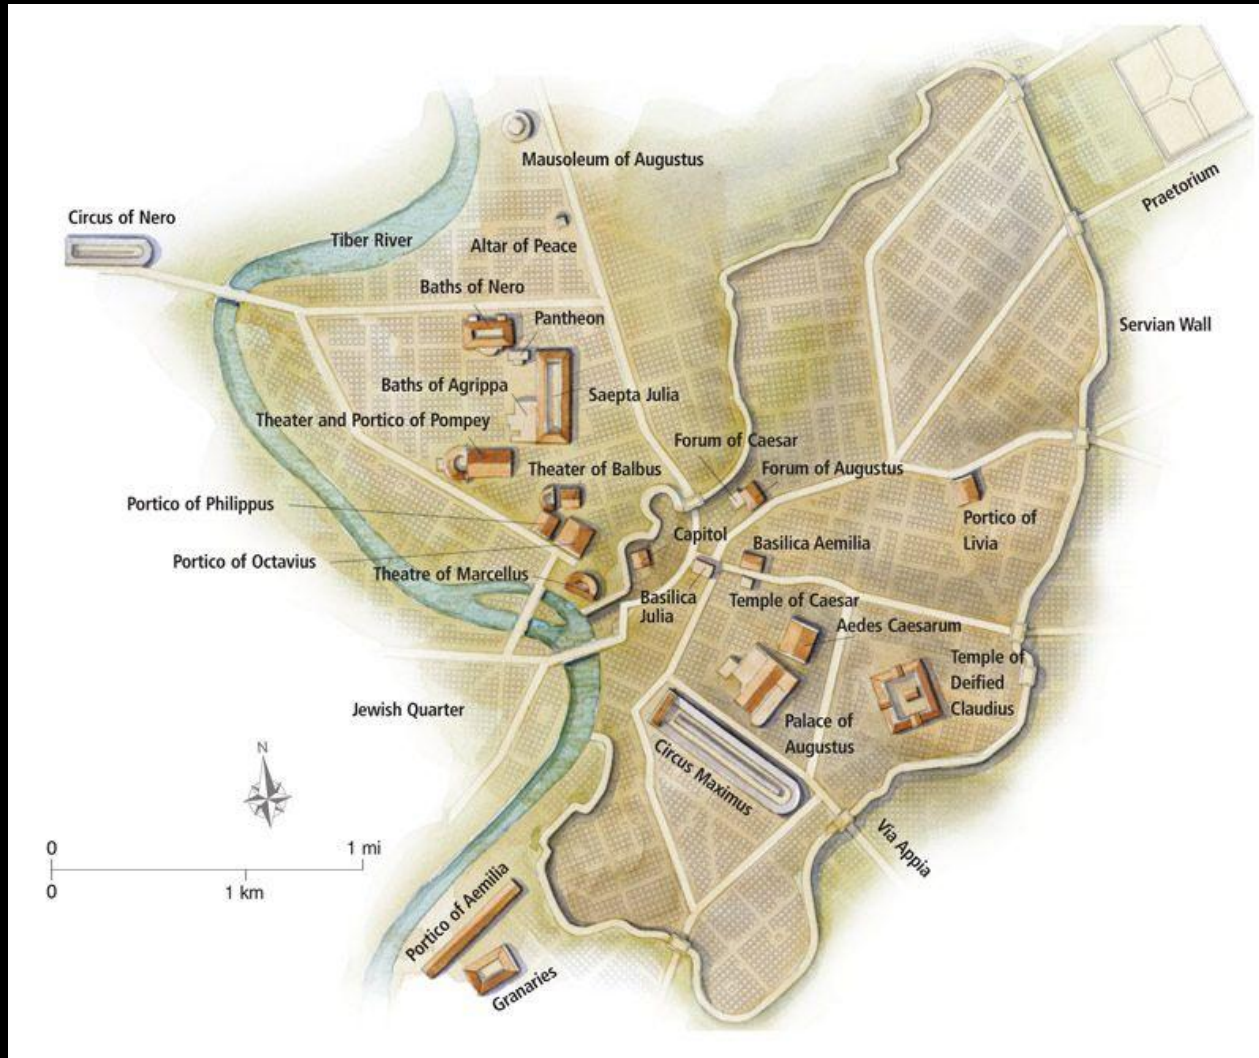 Mausoleum of Augustus
Praetorium
Circus of Nero
Tiber River
Altar of Peace
Baths of Nero
Pantheon
Servian Wall
Baths of Agrippa
Saepta Julia
Theater and Portico of Pompey
Forum of Caesar
Theater of Balbus
Forum of Augustus
Portico of Philippus
Portico of
Livia
Capitol
Basilica Aemilia
Portico of Octavius
Theatre of Marcellus
Basilica
Julia
Temple of Caesar
Aedes Caesarum
Temple of
Deified
Claudius
Jewish Quarter
Palace of
Augustus
Circus Maximus
N
0 1 mi
0 1 km
Via Appia
Portico of Aemilia
Granaries